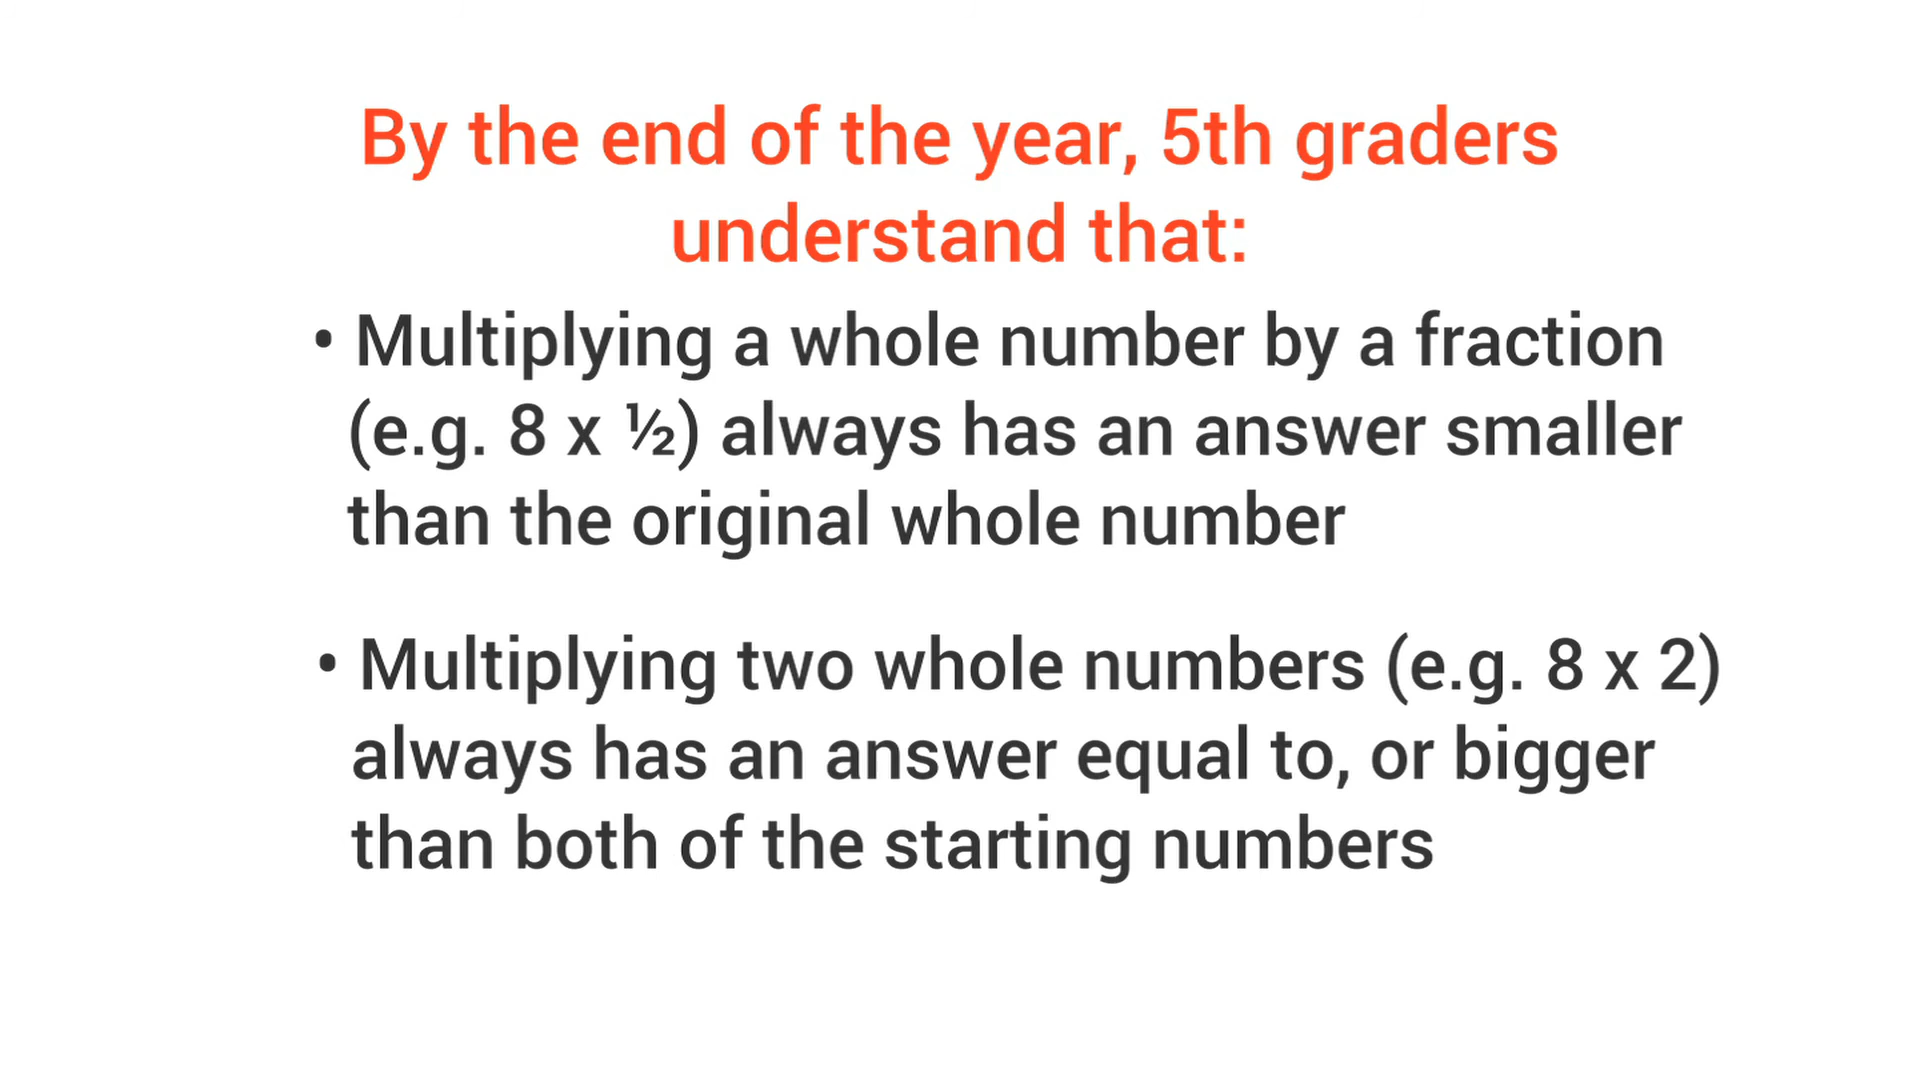 By the end of the year, 5th graders
understand that:
• Multiplying a whole number by a fraction
(e.g. 8 x ½) always has an answer smaller
than the original whole number
• Multiplying two whole numbers (e.g. 8 x 2)
always has an answer equal to, or bigger
than both of the starting numbers